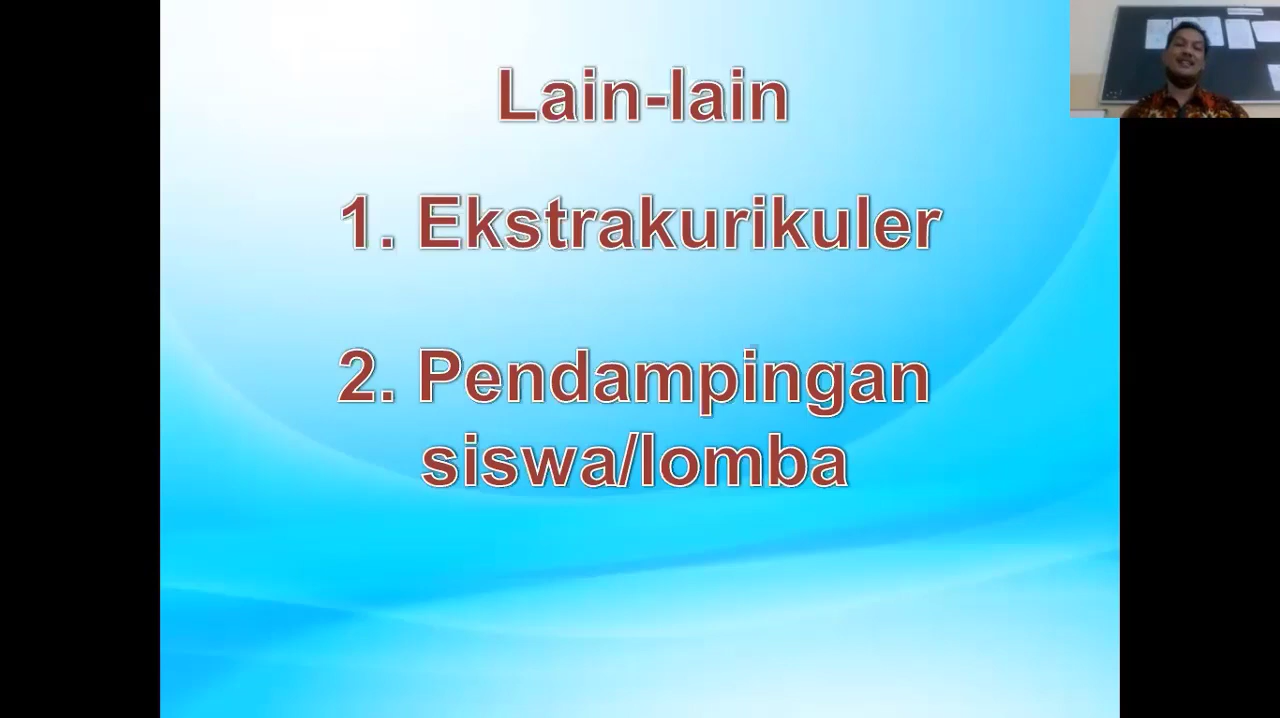 Lain-lain
1. Ekstrakurikuler
2. Pendampingan
siswa/lomba